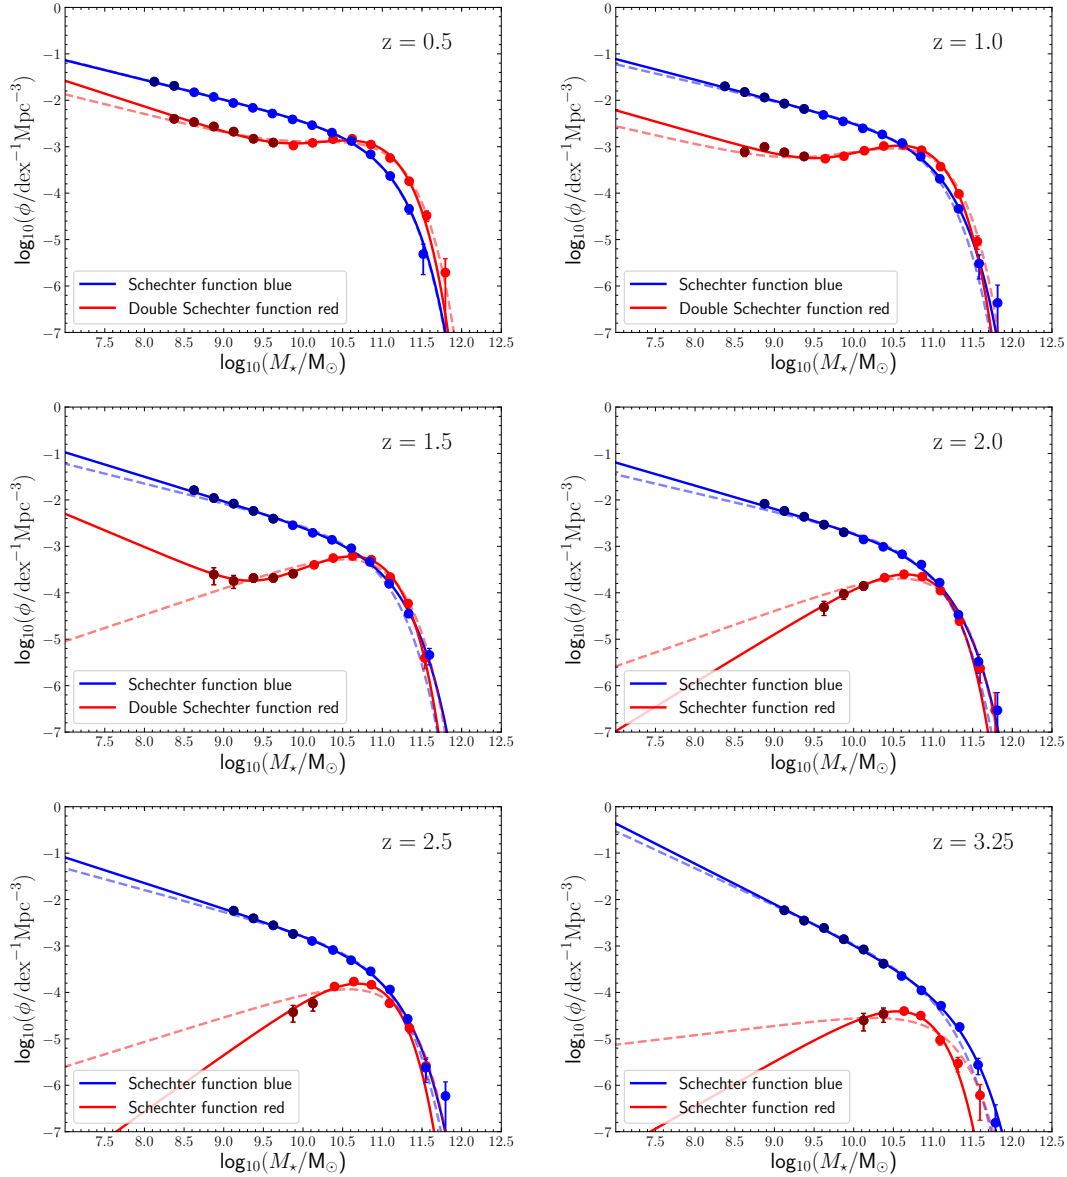 z = 0.5
log₁₀(ϕ/dex⁻¹Mpc⁻³)
0
−1
−2
−3
−4
−5
−6
−7
Schechter function blue
Double Schechter function red
7.5 8.0 8.5 9.0 9.5 10.0 10.5 11.0 11.5 12.0 12.5
log₁₀(M⋆/M⊙)
z = 1.0
log₁₀(ϕ/dex⁻¹Mpc⁻³)
0
−1
−2
−3
−4
−5
−6
−7
Schechter function blue
Double Schechter function red
7.5 8.0 8.5 9.0 9.5 10.0 10.5 11.0 11.5 12.0 12.5
log₁₀(M⋆/M⊙)
z = 1.5
log₁₀(ϕ/dex⁻¹Mpc⁻³)
0
−1
−2
−3
−4
−5
−6
−7
Schechter function blue
Double Schechter function red
7.5 8.0 8.5 9.0 9.5 10.0 10.5 11.0 11.5 12.0 12.5
log₁₀(M⋆/M⊙)
z = 2.0
log₁₀(ϕ/dex⁻¹Mpc⁻³)
0
−1
−2
−3
−4
−5
−6
−7
Schechter function blue
Schechter function red
7.5 8.0 8.5 9.0 9.5 10.0 10.5 11.0 11.5 12.0 12.5
log₁₀(M⋆/M⊙)
z = 2.5
log₁₀(ϕ/dex⁻¹Mpc⁻³)
0
−1
−2
−3
−4
−5
−6
−7
Schechter function blue
Schechter function red
7.5 8.0 8.5 9.0 9.5 10.0 10.5 11.0 11.5 12.0 12.5
log₁₀(M⋆/M⊙)
z = 3.25
log₁₀(ϕ/dex⁻¹Mpc⁻³)
0
−1
−2
−3
−4
−5
−6
−7
Schechter function blue
Schechter function red
7.5 8.0 8.5 9.0 9.5 10.0 10.5 11.0 11.5 12.0 12.5
log₁₀(M⋆/M⊙)